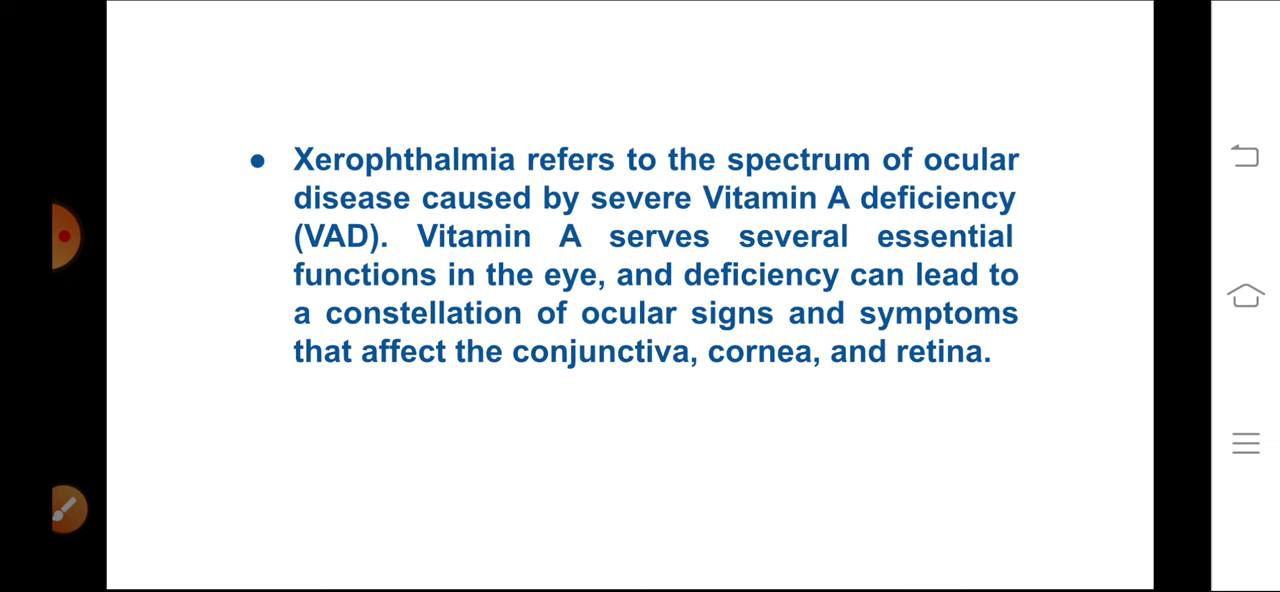 ● Xerophthalmia refers to the spectrum of ocular
disease caused by severe Vitamin A deficiency
(VAD). Vitamin A serves several essential
functions in the eye, and deficiency can lead to
a constellation of ocular signs and symptoms
that affect the conjunctiva, cornea, and retina.